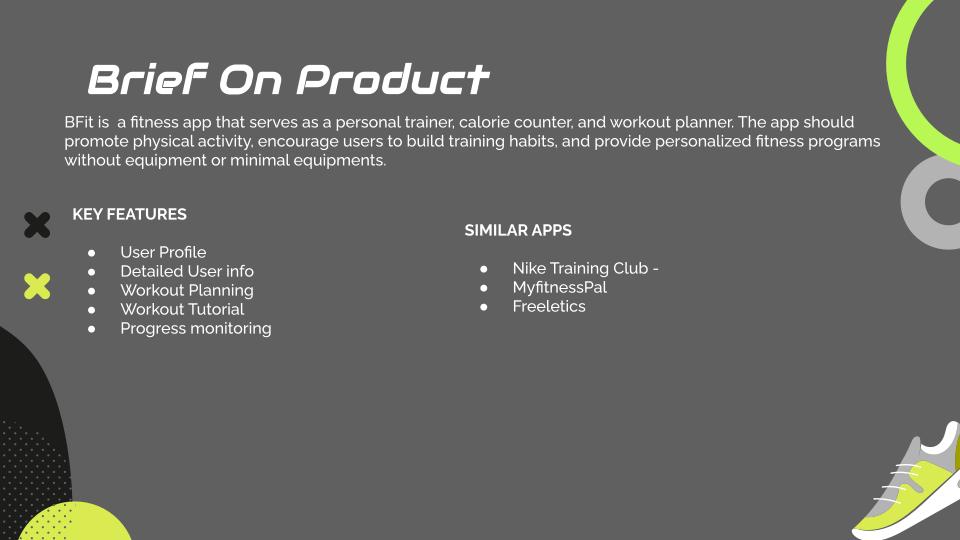 Brief On Product
BFit is  a fitness app that serves as a personal trainer, calorie counter, and workout planner. The app should
promote physical activity, encourage users to build training habits, and provide personalized fitness programs
without equipment or minimal equipments.
KEY FEATURES
● User Profile
● Detailed User info
● Workout Planning
● Workout Tutorial
● Progress monitoring
SIMILAR APPS
● Nike Training Club -
● MyfitnessPal
● Freeletics